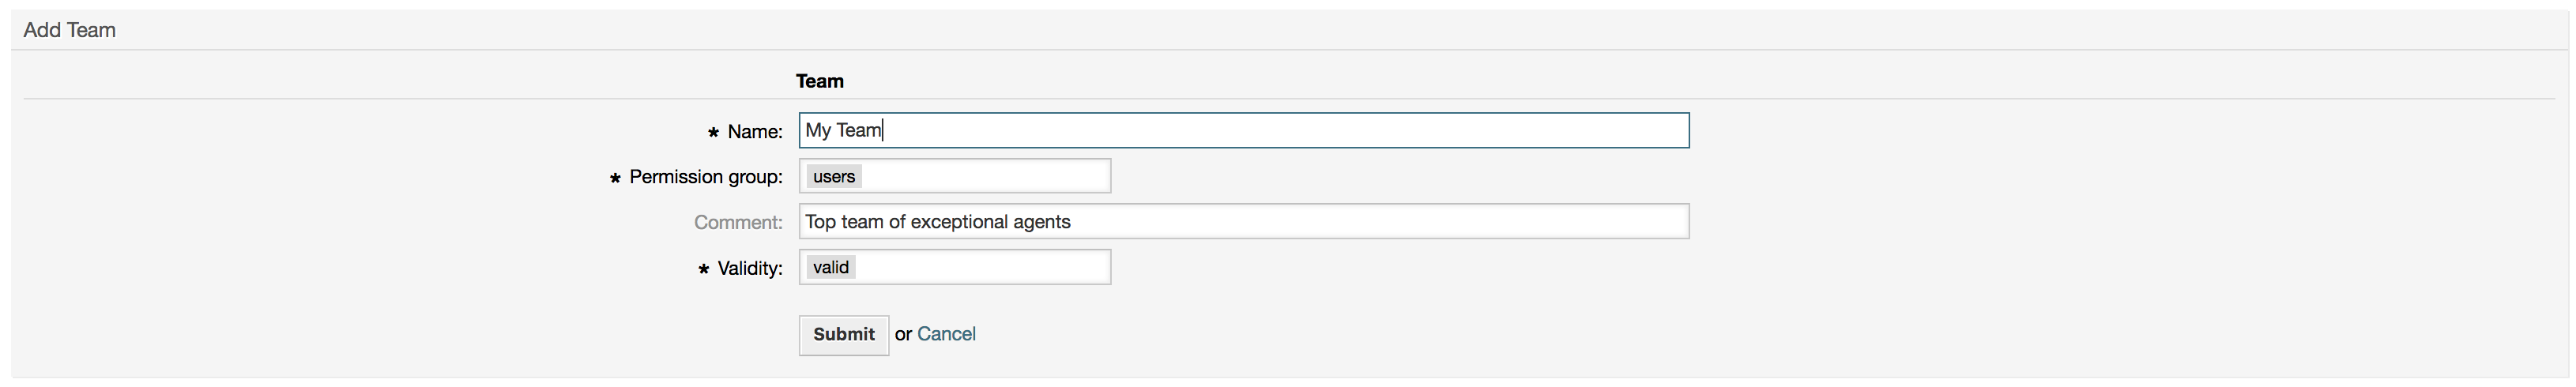 Add Team
Team
* Name: My Team
* Permission group: users
Comment: Top team of exceptional agents
* Validity: valid
Submit or Cancel